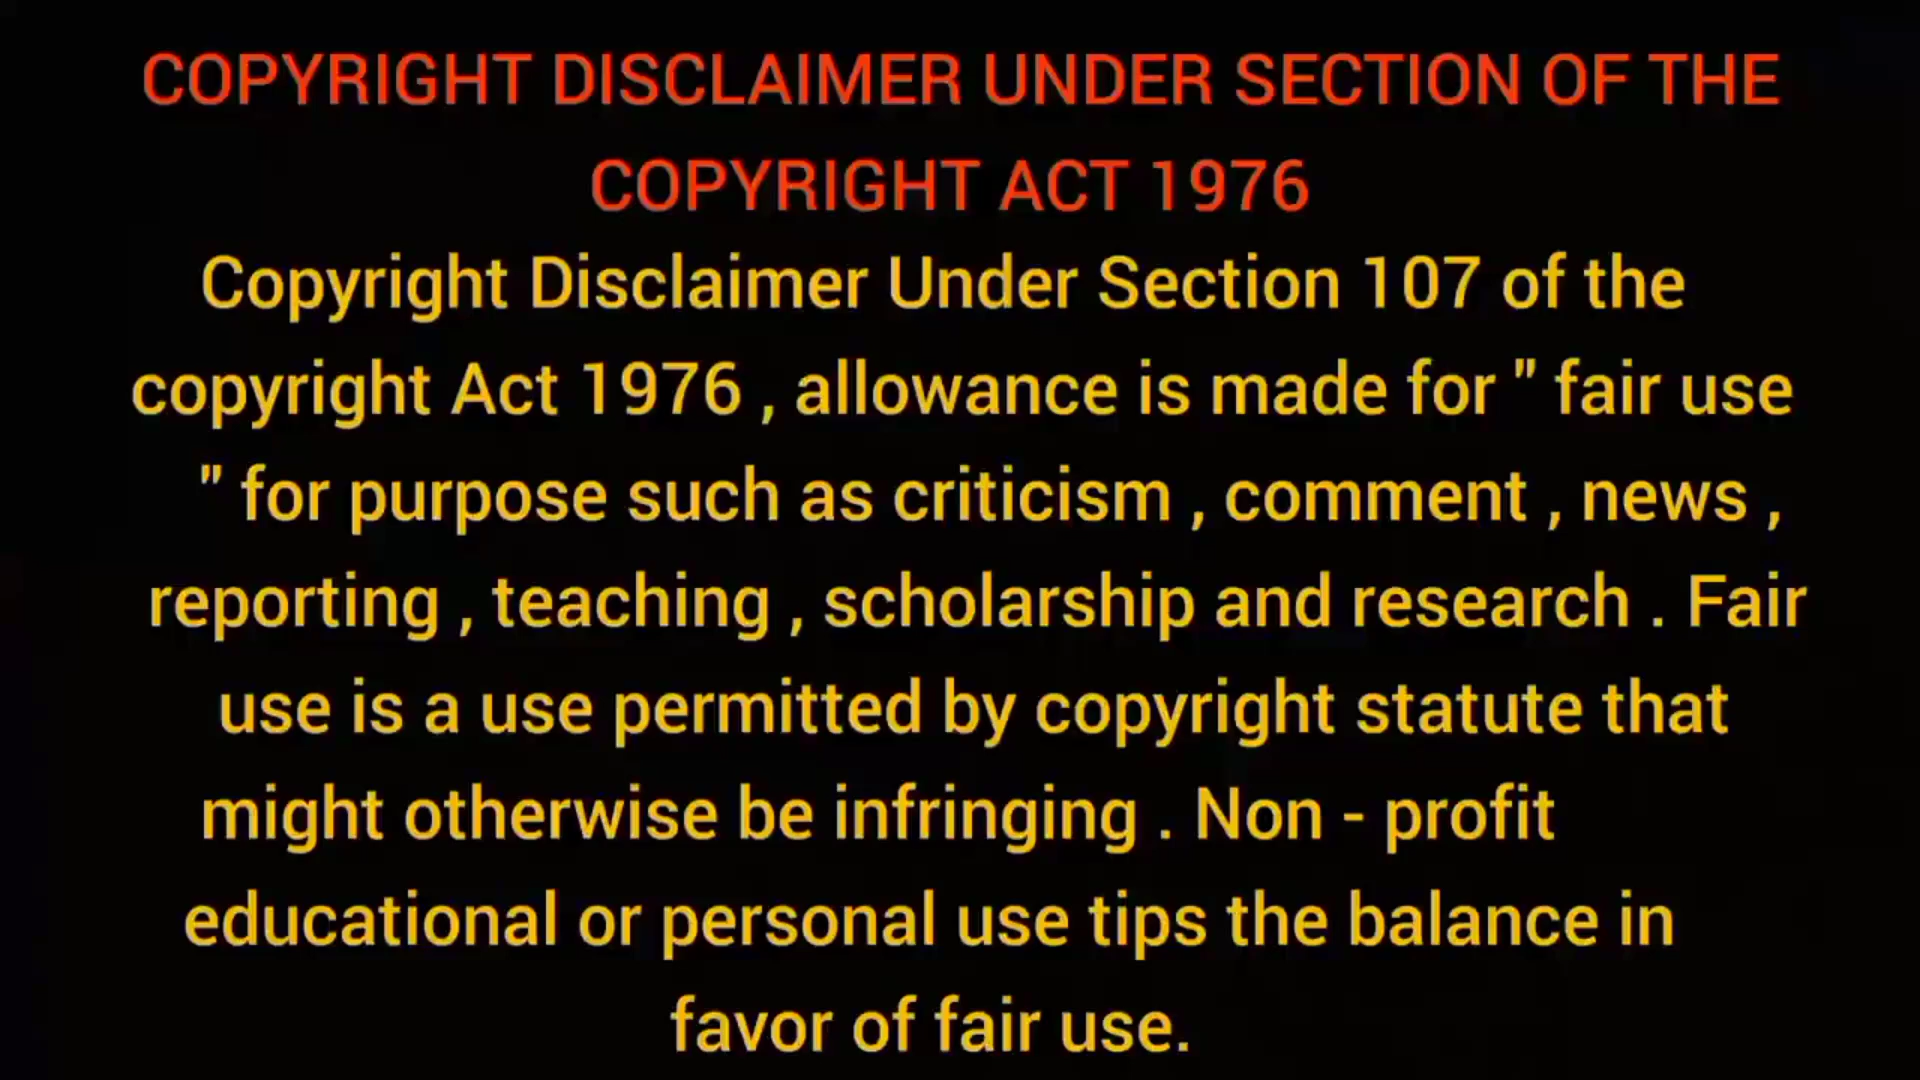 COPYRIGHT DISCLAIMER UNDER SECTION OF THE
COPYRIGHT ACT 1976
Copyright Disclaimer Under Section 107 of the
copyright Act 1976 , allowance is made for " fair use
" for purpose such as criticism , comment , news ,
reporting , teaching , scholarship and research . Fair
use is a use permitted by copyright statute that
might otherwise be infringing . Non - profit
educational or personal use tips the balance in
favor of fair use.